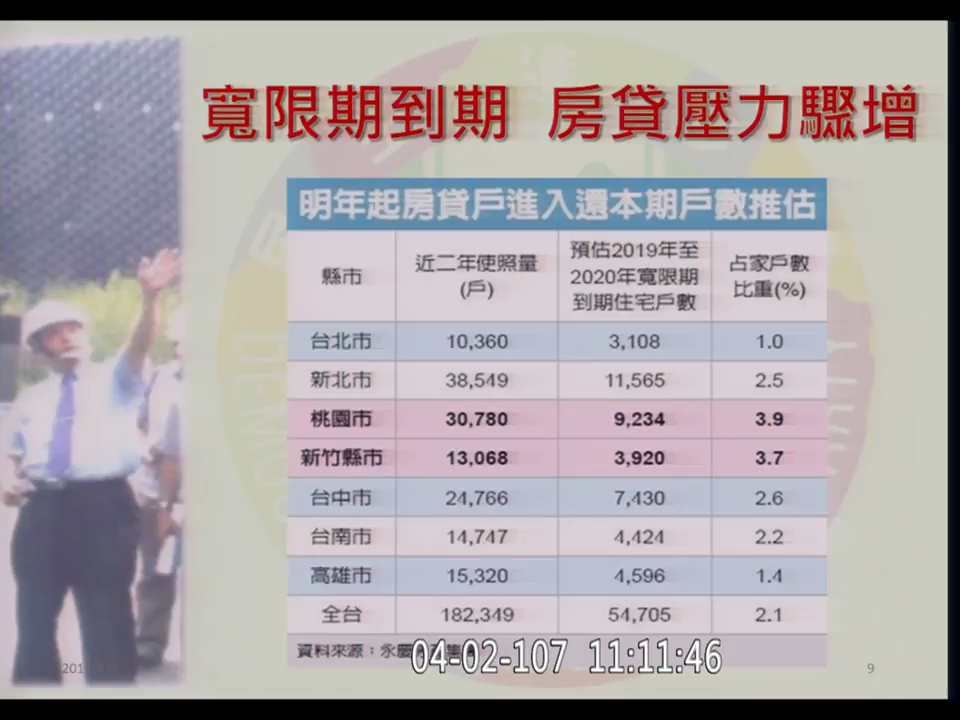 寬限期到期 房貸壓力驟增
明年起房貸戶進入還本期戶數推估
縣市 近二年使照量(戶) 預估2019年至2020年寬限期到期住宅戶數 占家戶數比重(%)
台北市 10,360 3,108 1.0
新北市 38,549 11,565 2.5
桃園市 30,780 9,234 3.9
新竹縣市 13,068 3,920 3.7
台中市 24,766 7,430 2.6
台南市 14,747 4,424 2.2
高雄市 15,320 4,596 1.4
全台 182,349 54,705 2.1
資料來源：永慶
04-02-107 11:11:46
9